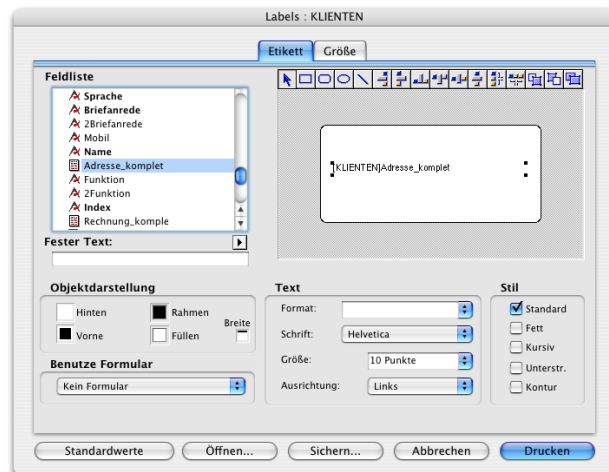 Labels : KLIENTEN
Etikett
Größe
Feldliste
Sprache
Briefanrede
2Briefanrede
Mobil
Name
Adresse_komplet
Funktion
2Funktion
Index
Rechnung_komple
Fester Text:
KLIENTEN]Adresse_komplet
Objektdarstellung
Hinten
Rahmen
Vorne
Füllen
Breite
Benutze Formular
Kein Formular
Text
Format:
Schrift:
Helvetica
Größe:
10 Punkte
Ausrichtung:
Links
Stil
Standard
Fett
Kursiv
Unterstr.
Kontur
Standardwerte
Öffnen...
Sichern...
Abbrechen
Drucken